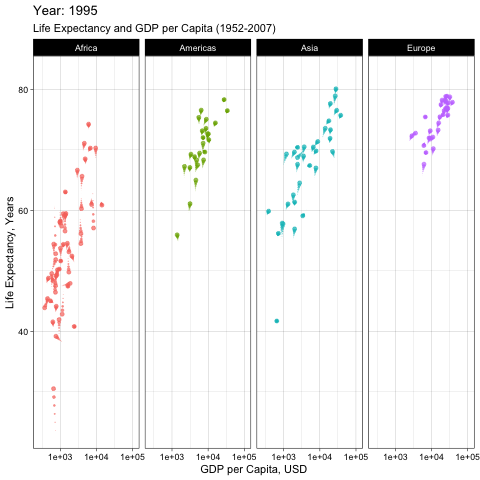 Year: 1995
Life Expectancy and GDP per Capita (1952-2007)
Africa Americas Asia Europe
80
60
40
Life Expectancy, Years
1e+03 1e+04 1e+05 1e+03 1e+04 1e+05 1e+03 1e+04 1e+05 1e+03 1e+04 1e+05
GDP per Capita, USD